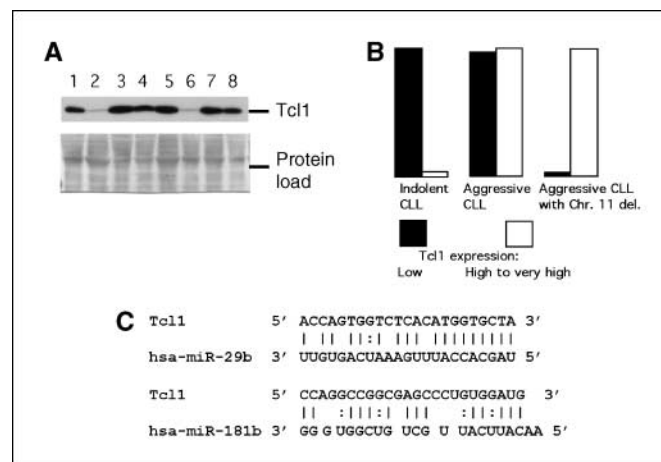 A
1 2 3 4 5 6 7 8
Tcl1
Protein
load
B
Indolent
CLL
Aggressive
CLL
Aggressive CLL
with Chr. 11 del.
Tcl1 expression:
Low
High to very high
C
Tcl1 5' ACCAGTGGTCTCACATGGTGCTA 3'
hsa-miR-29b 3' UUGUGACUAAAGUUUACCACGAU 5'
Tcl1 5' CCAGGCCGGCGAGCCCUGUGGAUG 3'
hsa-miR-181b 3' GG G UGGCUG UCG U UACUUACAA 5'